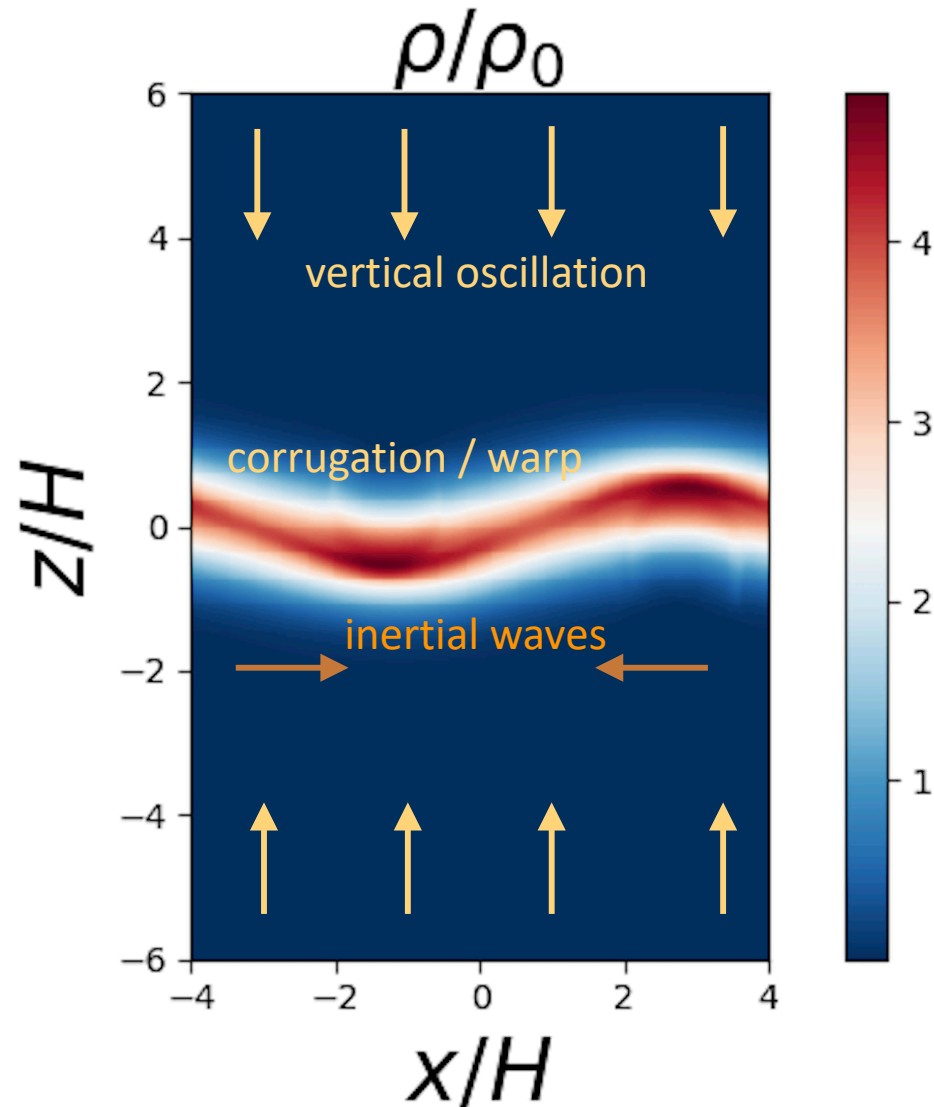 ρ/ρ₀
6
4
2
0
−2
−4
−6
z/H
vertical oscillation
corrugation / warp
inertial waves
−4 −2 0 2 4
x/H
4
3
2
1